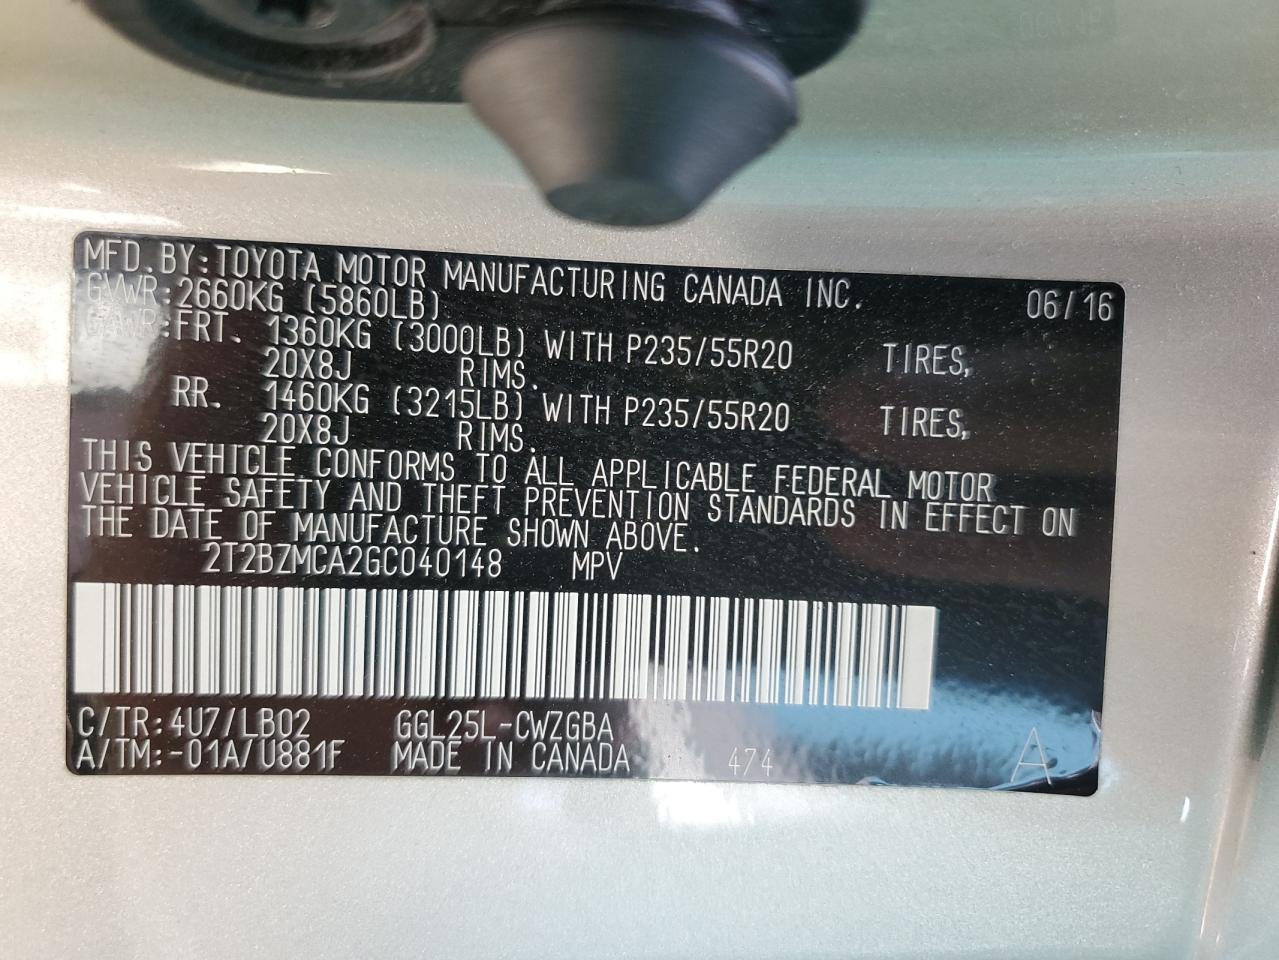 MFD.BY:TOYOTA MOTOR MANUFACTURING CANADA INC. 06/16
GVWR:2660KG (5860LB)
GAWR:FRT. 1360KG (3000LB) WITH P235/55R20 TIRES,
20X8J RIMS.
RR. 1460KG (3215LB) WITH P235/55R20 TIRES,
20X8J RIMS.
THIS VEHICLE CONFORMS TO ALL APPLICABLE FEDERAL MOTOR
VEHICLE SAFETY AND THEFT PREVENTION STANDARDS IN EFFECT ON
THE DATE OF MANUFACTURE SHOWN ABOVE.
2T2BZMCA2GC040148 MPV
C/TR:4U7/LB02 GGL25L-CWZGBA
A/TM:-01A/U881F MADE IN CANADA 474 A